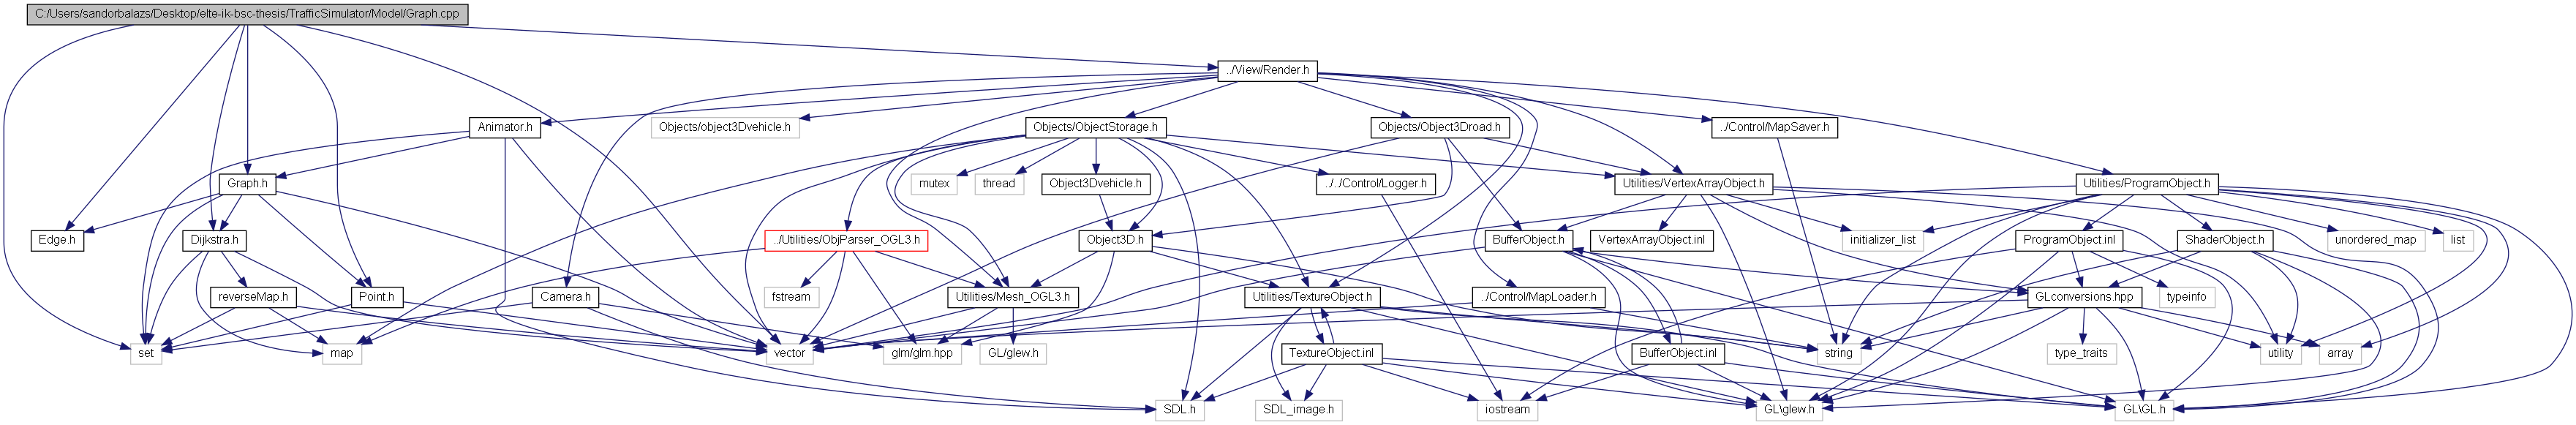 C:/Users/sandorbalazs/Desktop/elte-ik-bsc-thesis/TrafficSimulator/Model/Graph.cpp
../View/Render.h
Animator.h
Objects/object3Dvehicle.h
Objects/ObjectStorage.h
Objects/Object3Droad.h
../Control/MapSaver.h
Graph.h
mutex
thread
Object3Dvehicle.h
../../Control/Logger.h
Utilities/VertexArrayObject.h
Utilities/ProgramObject.h
Edge.h
Dijkstra.h
../Utilities/ObjParser_OGL3.h
Object3D.h
BufferObject.h
VertexArrayObject.inl
initializer_list
ProgramObject.inl
ShaderObject.h
unordered_map
list
reverseMap.h
Point.h
Camera.h
fstream
Utilities/Mesh_OGL3.h
Utilities/TextureObject.h
../Control/MapLoader.h
GLconversions.hpp
typeinfo
set
map
vector
glm/glm.hpp
GL/glew.h
TextureObject.inl
BufferObject.inl
string
type_traits
utility
array
SDL.h
SDL_image.h
iostream
GL\glew.h
GL\GL.h